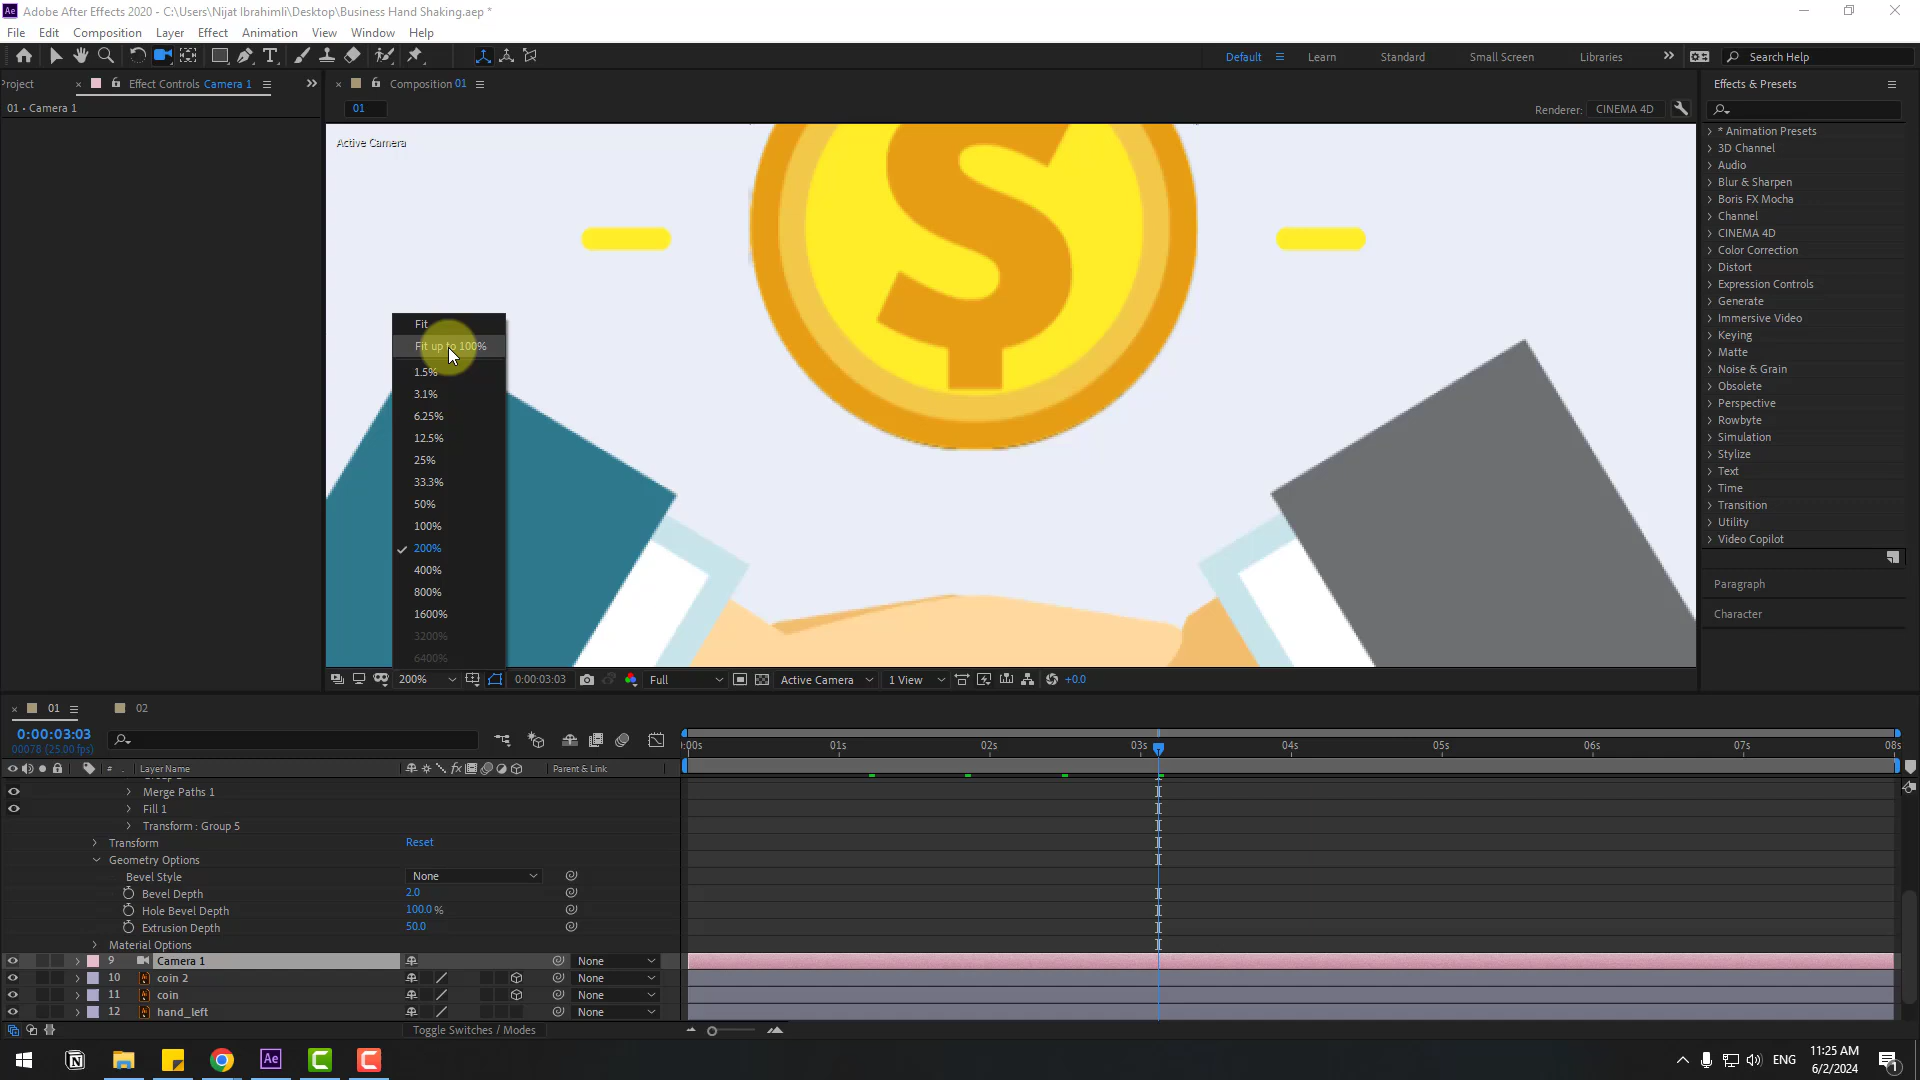 Adobe After Effects 2020 - C:\Users\Nijat Ibrahimli\Desktop\Business Hand Shaking.aep *
File Edit Composition Layer Effect Animation View Window Help
Default Learn Standard Small Screen Libraries Search Help
Project Effect Controls Camera 1 Composition 01 Effects & Presets
01 • Camera 1
01
Renderer: CINEMA 4D
Active Camera
* Animation Presets
3D Channel
Audio
Blur & Sharpen
Boris FX Mocha
Channel
CINEMA 4D
Color Correction
Distort
Expression Controls
Generate
Immersive Video
Keying
Matte
Noise & Grain
Obsolete
Perspective
Rowbyte
Simulation
Stylize
Text
Time
Transition
Utility
Video Copilot
Paragraph
Character
$
Fit
Fit up to 100%
1.5%
3.1%
6.25%
12.5%
25%
33.3%
50%
100%
200%
400%
800%
1600%
3200%
6400%
200% 0:00:03:03 Full Active Camera 1 View +0.0
01 02
0:00:03:03
00078 (25.00 fps)
:00s 01s 02s 03s 04s 05s 06s 07s 08s
# Layer Name Parent & Link
Merge Paths 1
Fill 1
Transform : Group 5
Transform Reset
Geometry Options
Bevel Style None
Bevel Depth 2.0
Hole Bevel Depth 100.0 %
Extrusion Depth 50.0
Material Options
9 Camera 1 None
10 coin 2 None
11 coin None
12 hand_left None
Toggle Switches / Modes
ENG
11:25 AM
6/2/2024
1